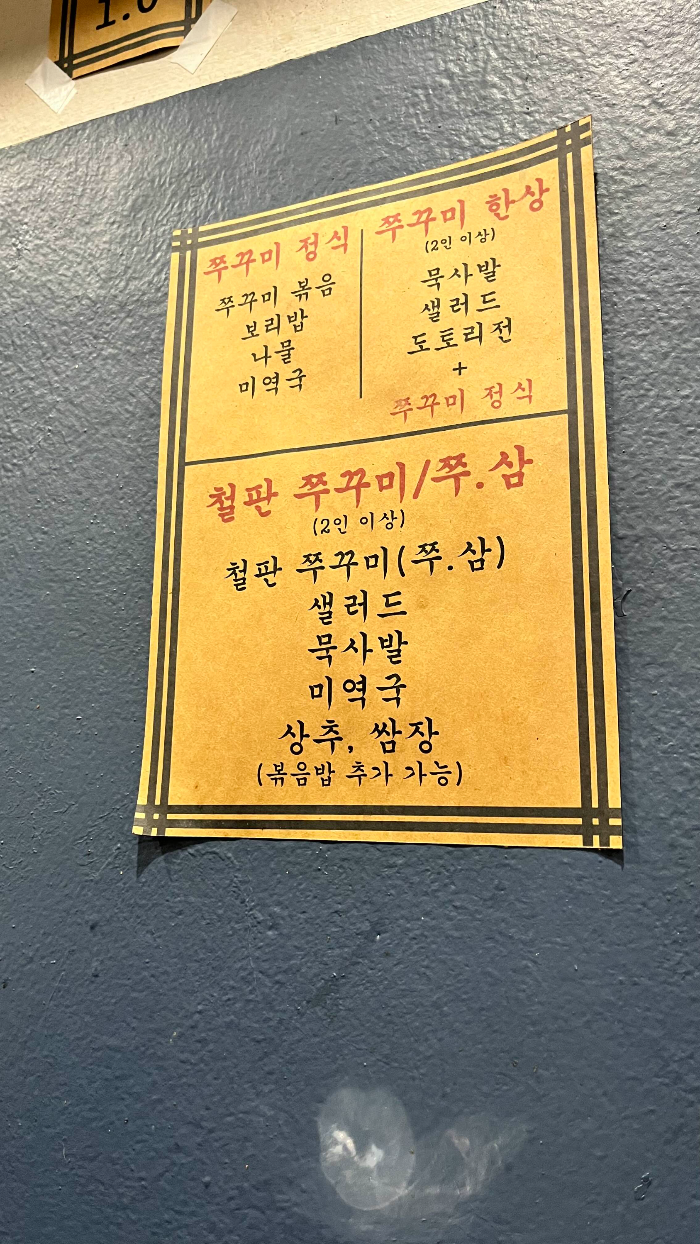 1.0
쭈꾸미 정식
쭈꾸미 볶음
보리밥
나물
미역국
쭈꾸미 한상
(2인 이상)
묵사발
샐러드
도토리전
+
쭈꾸미 정식
철판 쭈꾸미/쭈.삼
(2인 이상)
철판 쭈꾸미(쭈.삼)
샐러드
묵사발
미역국
상추, 쌈장
(볶음밥 추가 가능)